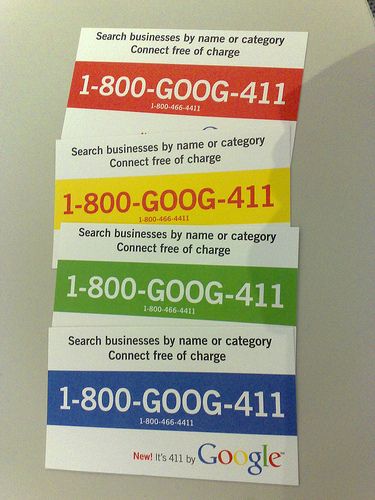 Search businesses by name or category
Connect free of charge
1-800-GOOG-411
1-800-466-4411
Search businesses by name or category
Connect free of charge
1-800-GOOG-411
1-800-466-4411
Search businesses by name or category
Connect free of charge
1-800-GOOG-411
1-800-466-4411
Search businesses by name or category
Connect free of charge
1-800-GOOG-411
1-800-466-4411
New! It's 411 by Google™